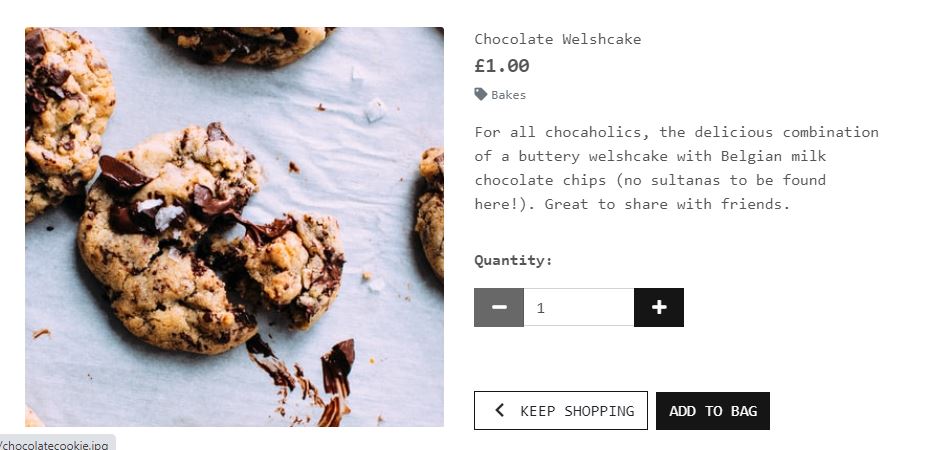 Chocolate Welshcake
£1.00
Bakes
For all chocaholics, the delicious combination
of a buttery welshcake with Belgian milk
chocolate chips (no sultanas to be found
here!). Great to share with friends.
Quantity:
1
KEEP SHOPPING
ADD TO BAG
/chocolatecookie.jpg